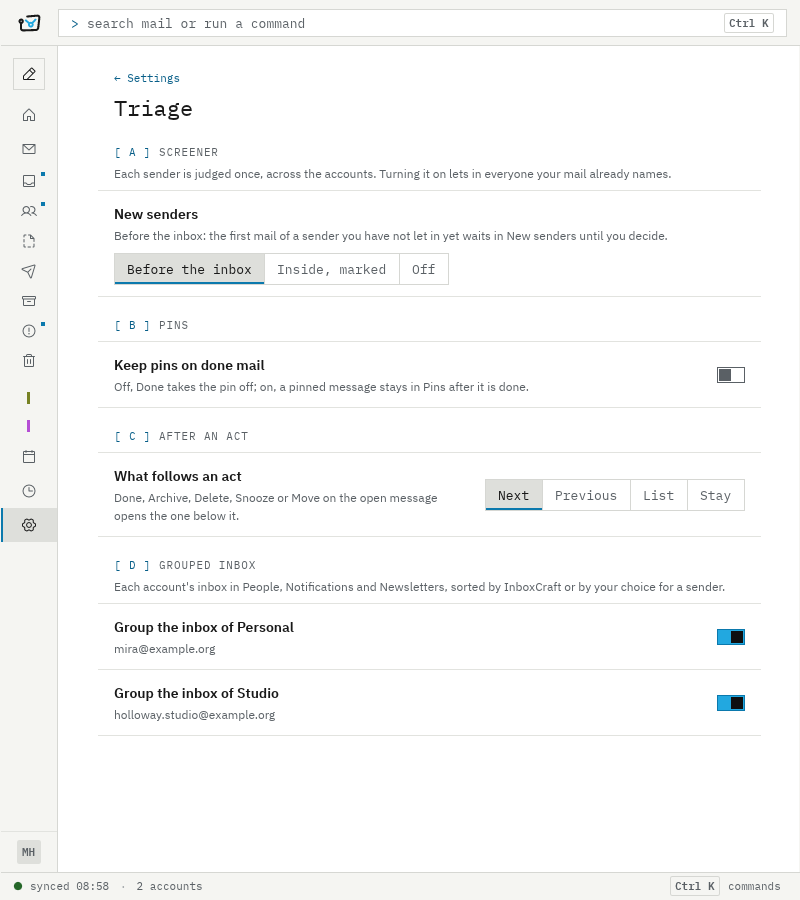 > search mail or run a command
Ctrl K
← Settings
Triage
[ A ] SCREENER
Each sender is judged once, across the accounts. Turning it on lets in everyone your mail already names.
New senders
Before the inbox: the first mail of a sender you have not let in yet waits in New senders until you decide.
Before the inbox Inside, marked Off
[ B ] PINS
Keep pins on done mail
Off, Done takes the pin off; on, a pinned message stays in Pins after it is done.
[ C ] AFTER AN ACT
What follows an act
Done, Archive, Delete, Snooze or Move on the open message
opens the one below it.
Next Previous List Stay
[ D ] GROUPED INBOX
Each account's inbox in People, Notifications and Newsletters, sorted by InboxCraft or by your choice for a sender.
Group the inbox of Personal
mira@example.org
Group the inbox of Studio
holloway.studio@example.org
MH
synced 08:58 · 2 accounts
Ctrl K commands